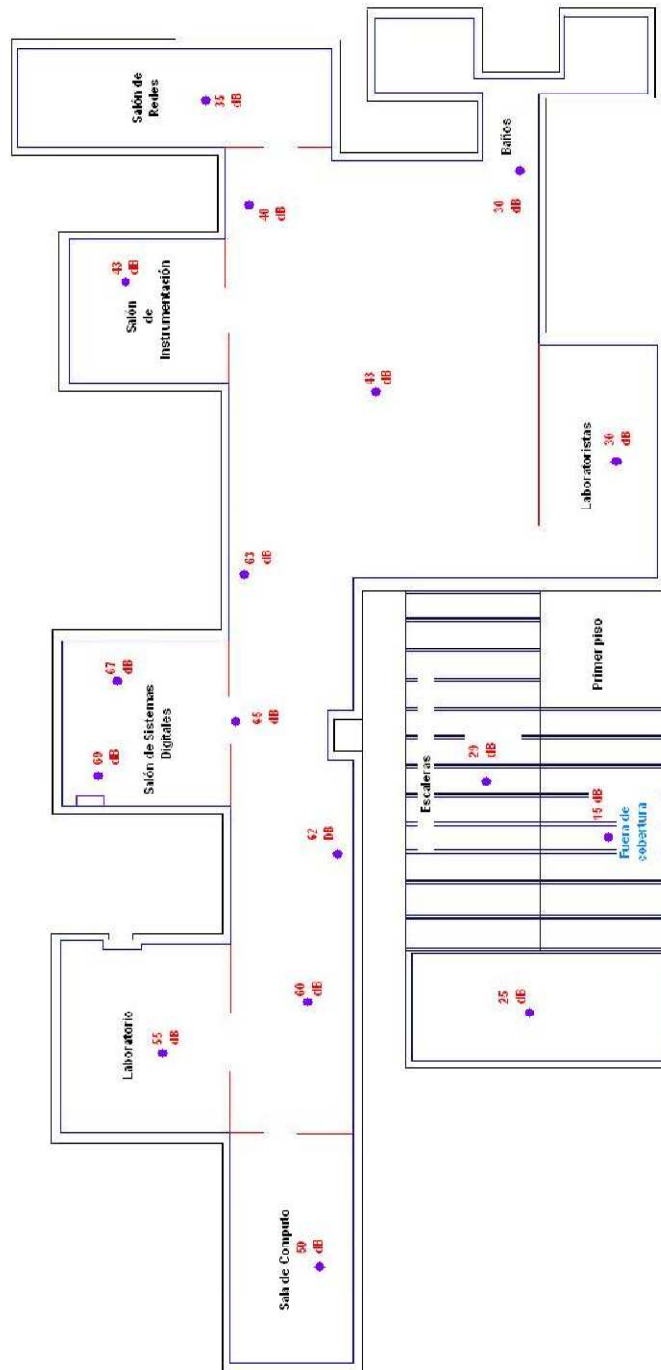 Laboratorio
55
dB
Sala de Computo
50
dB
60
dB
69
dB
67
dB
Salón de Sistemas
Digitales
65
dB
62
DB
63
dB
43
dB
Salón
de
Instrumentación
43
dB
40
dB
Salón de
Redes
35
dB
Baños
30
dB
Laboratoristas
30
dB
Escaleras
29
dB
15 dB
Fuera de
cobertura
Primer piso
25
dB